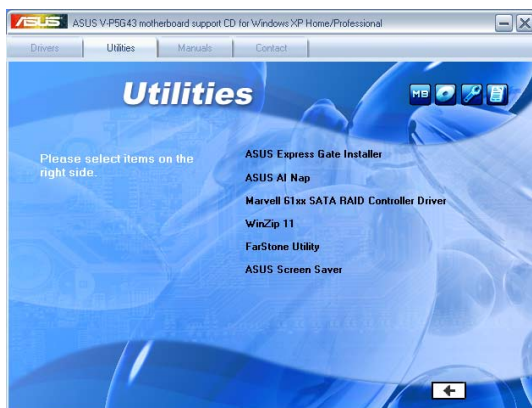 ASUS ASUS V-P5G43 motherboard support CD for Windows XP Home/Professional
Drivers Utilities Manuals Contact
Utilities
MB
Please select items on the
right side.
ASUS Express Gate Installer
ASUS AI Nap
Marvell 61xx SATA RAID Controller Driver
WinZip 11
FarStone Utility
ASUS Screen Saver